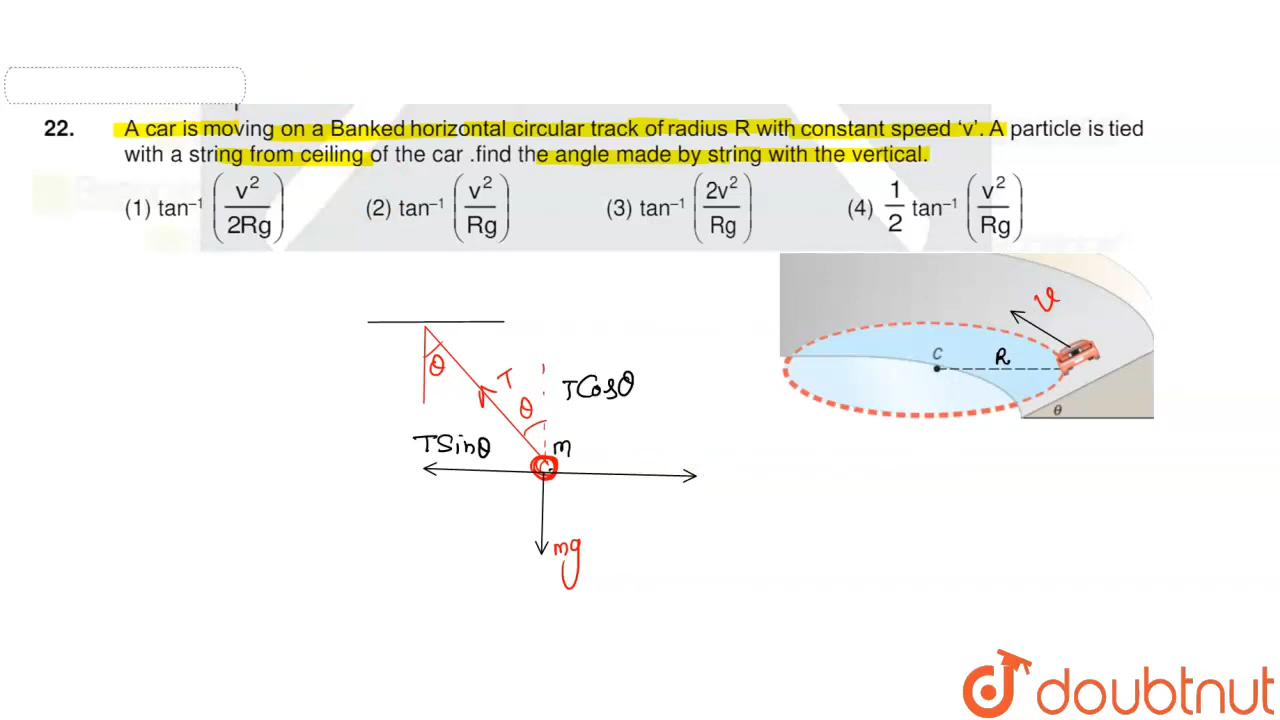 22. A car is moving on a Banked horizontal circular track of radius R with constant speed ‘v’. A particle is tied
with a string from ceiling of the car .find the angle made by string with the vertical.
(1) tan⁻¹ (v²/2Rg) (2) tan⁻¹ (v²/Rg) (3) tan⁻¹ (2v²/Rg) (4) 1/2 tan⁻¹ (v²/Rg)
v
C R
θ
θ
T
θ
TCosθ
TSinθ
m
mg
doubtnut